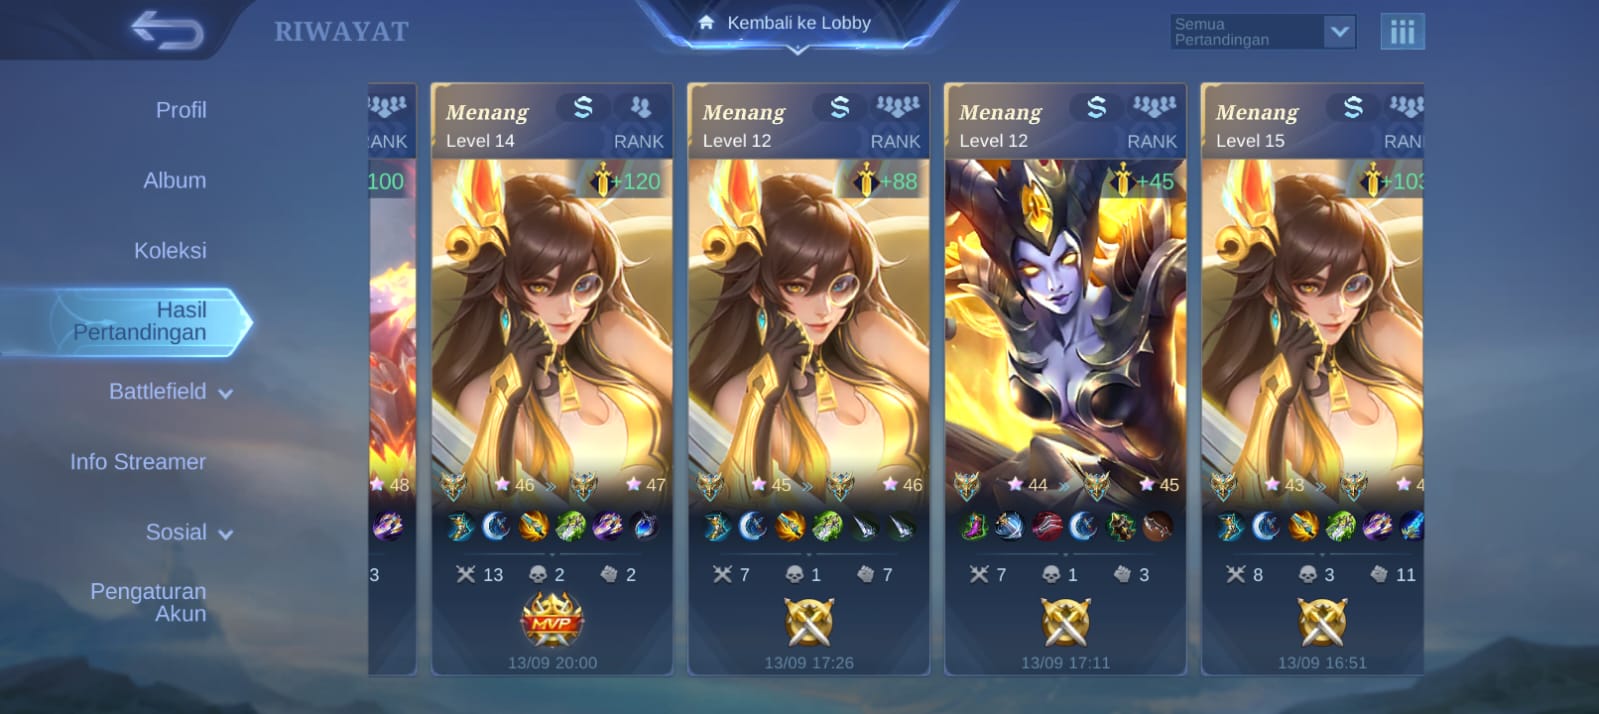 RIWAYAT
Kembali ke Lobby
Semua
Pertandingan
Profil
Album
Koleksi
Hasil
Pertandingan
Battlefield
Info Streamer
Sosial
Pengaturan
Akun
RANK
100
48
3
Menang
Level 14
RANK
+120
46 » 47
13 2 2
MVP
13/09 20:00
Menang
Level 12
RANK
+88
45 » 46
7 1 7
13/09 17:26
Menang
Level 12
RANK
+45
44 » 45
7 1 3
13/09 17:11
Menang
Level 15
RAN
+103
43 » 4
8 3 11
13/09 16:51